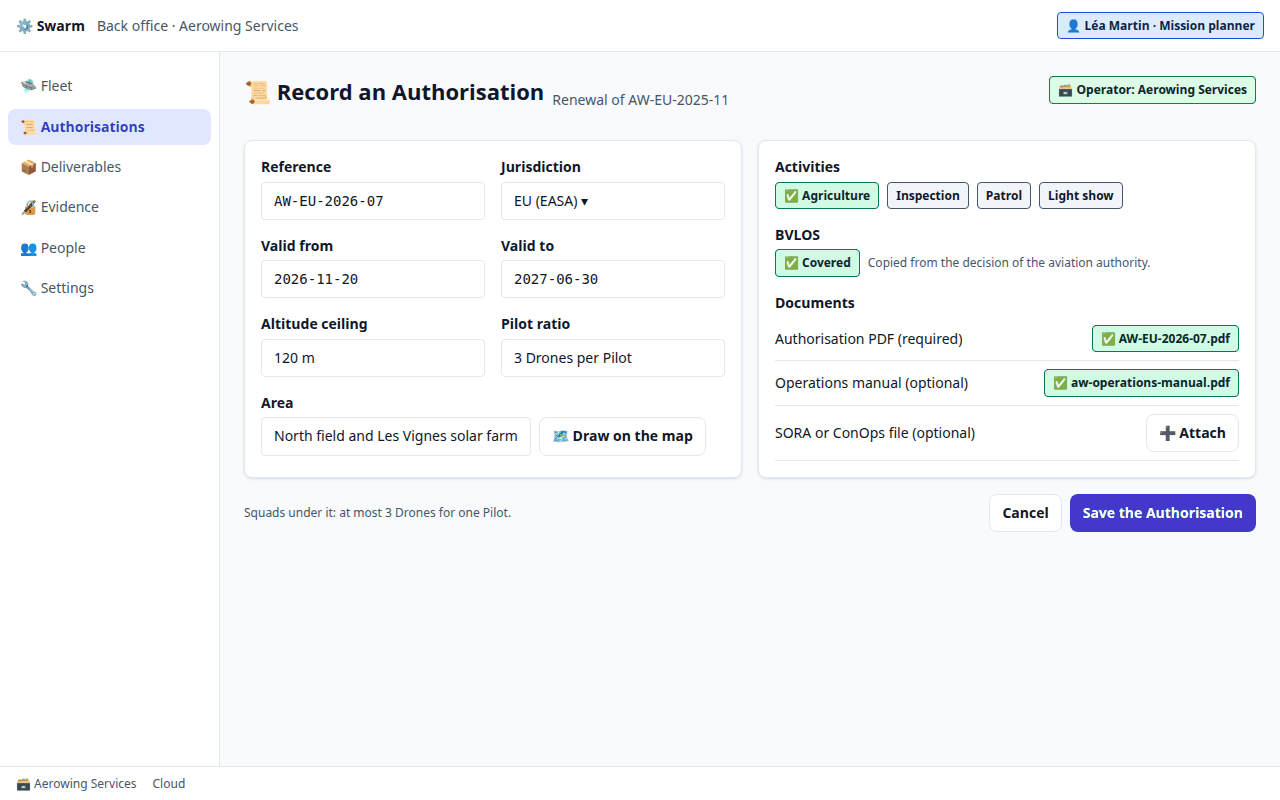 ⚙️ Swarm Back office · Aerowing Services
👤 Léa Martin · Mission planner
🛸 Fleet
📜 Authorisations
📦 Deliverables
🔏 Evidence
👥 People
🔧 Settings
📜 Record an Authorisation Renewal of AW-EU-2025-11
🗃️ Operator: Aerowing Services
Reference
AW-EU-2026-07
Jurisdiction
EU (EASA) ▾
Valid from
2026-11-20
Valid to
2027-06-30
Altitude ceiling
120 m
Pilot ratio
3 Drones per Pilot
Area
North field and Les Vignes solar farm
🗺️ Draw on the map
Activities
✅ Agriculture Inspection Patrol Light show
BVLOS
✅ Covered Copied from the decision of the aviation authority.
Documents
Authorisation PDF (required) ✅ AW-EU-2026-07.pdf
Operations manual (optional) ✅ aw-operations-manual.pdf
SORA or ConOps file (optional) ➕ Attach
Squads under it: at most 3 Drones for one Pilot.
Cancel
Save the Authorisation
🗃️ Aerowing Services Cloud